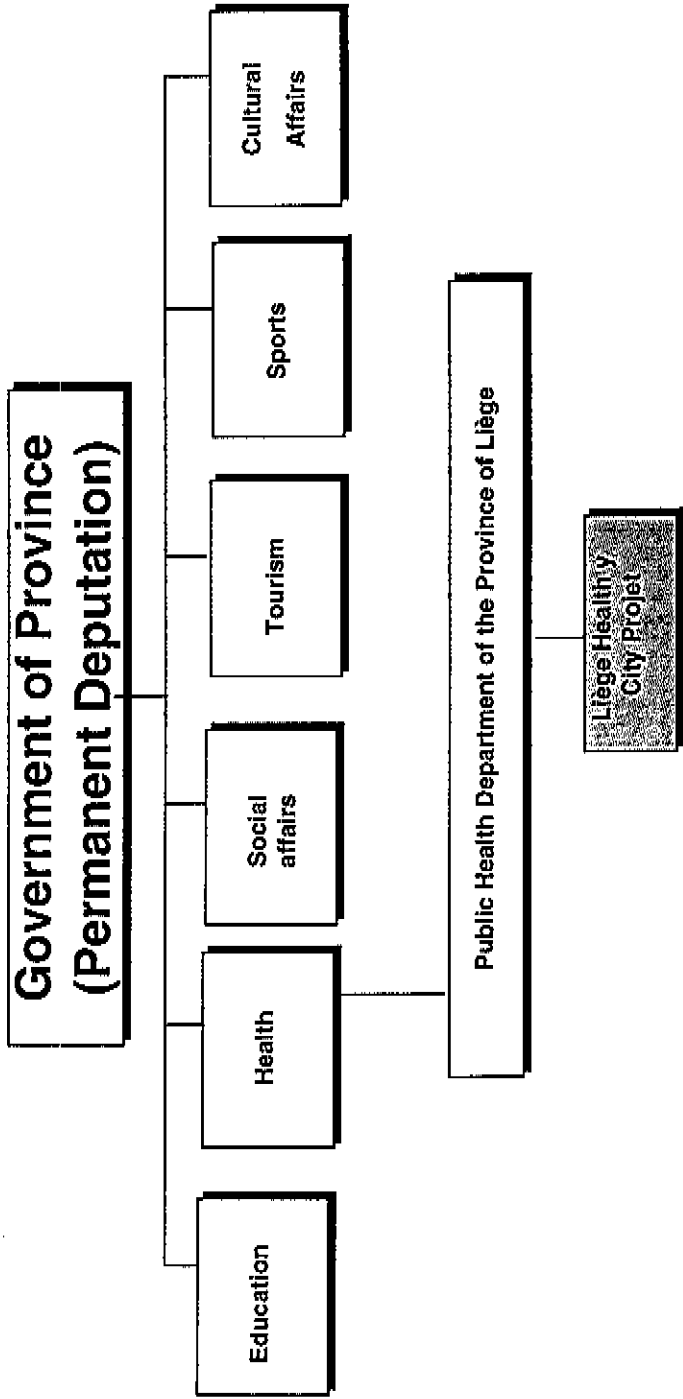 Government of Province
(Permanent Deputation)
Education
Health
Social
affairs
Tourism
Sports
Cultural
Affairs
Public Health Department of the Province of Liège
Liège Healthy
City Projet